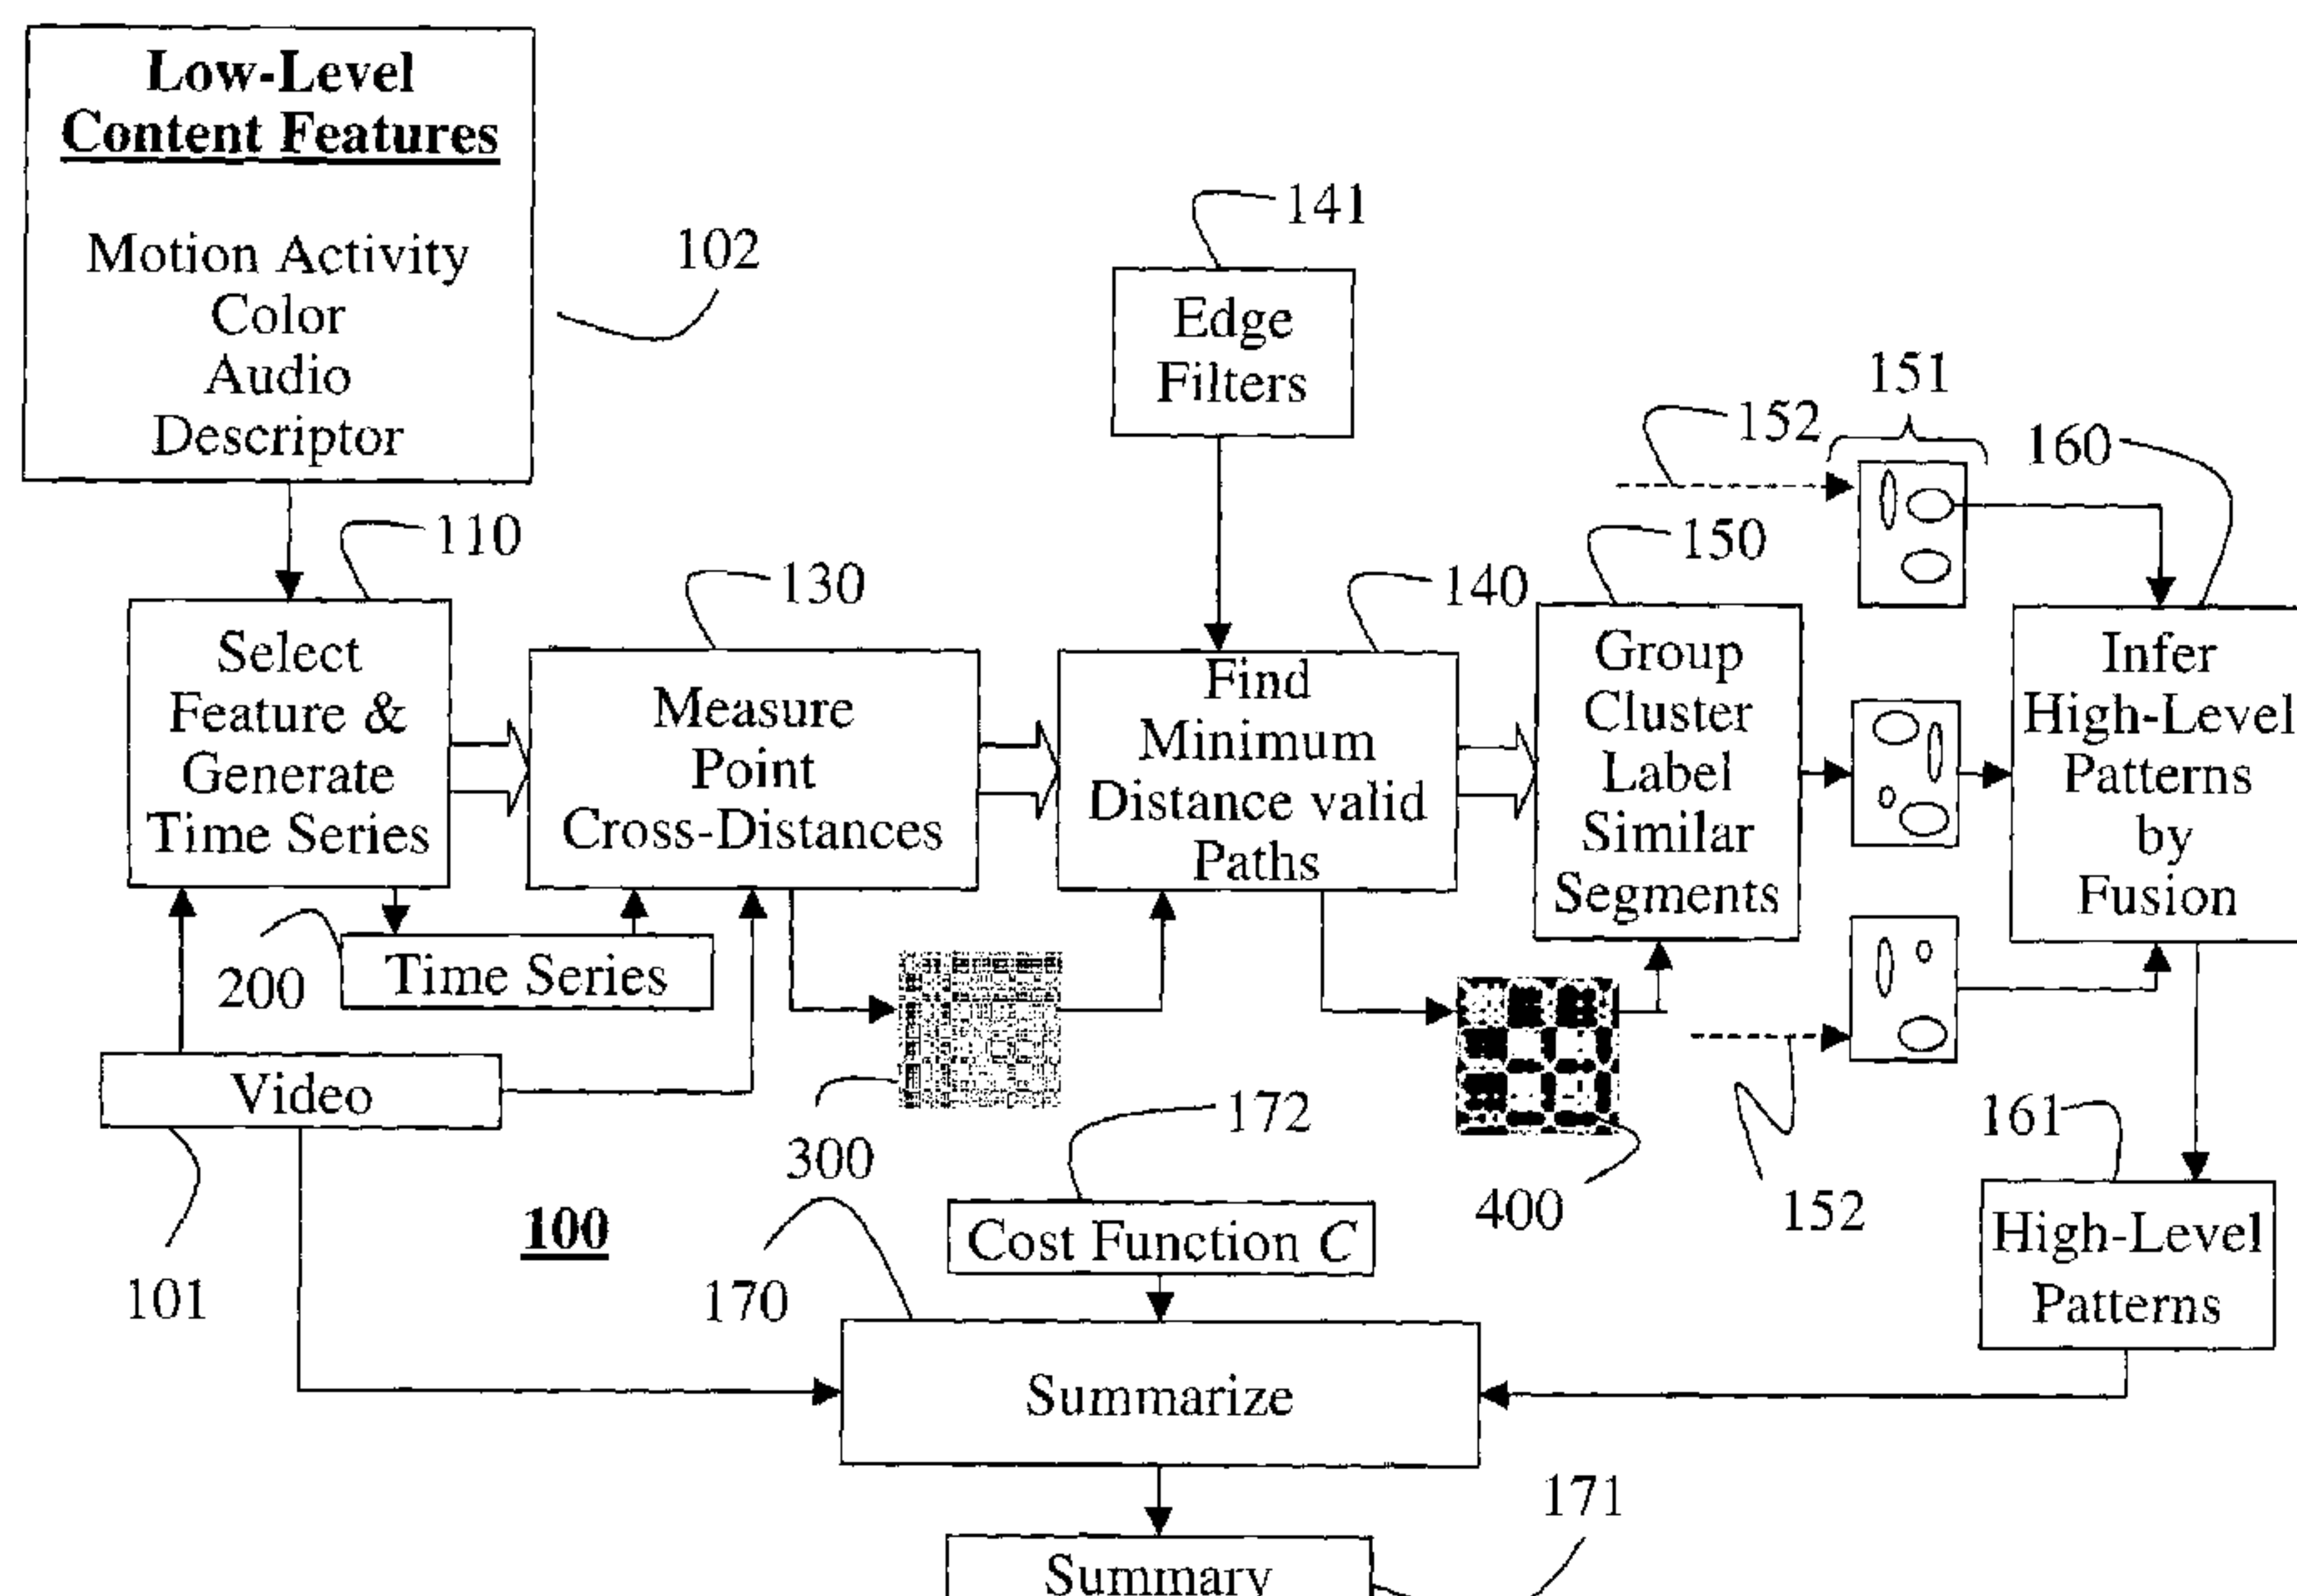 Low-Level
Content Features
Motion Activity
Color
Audio
Descriptor
102
141
Edge
Filters
151
152
160
110
130
140
150
Select
Feature &
Generate
Time Series
Measure
Point
Cross-Distances
Find
Minimum
Distance valid
Paths
Group
Cluster
Label
Similar
Segments
Infer
High-Level
Patterns
by
Fusion
200
Time Series
Video
101
300
172
400
152
161
100
170
Cost Function C
High-Level
Patterns
Summarize
171
Summary